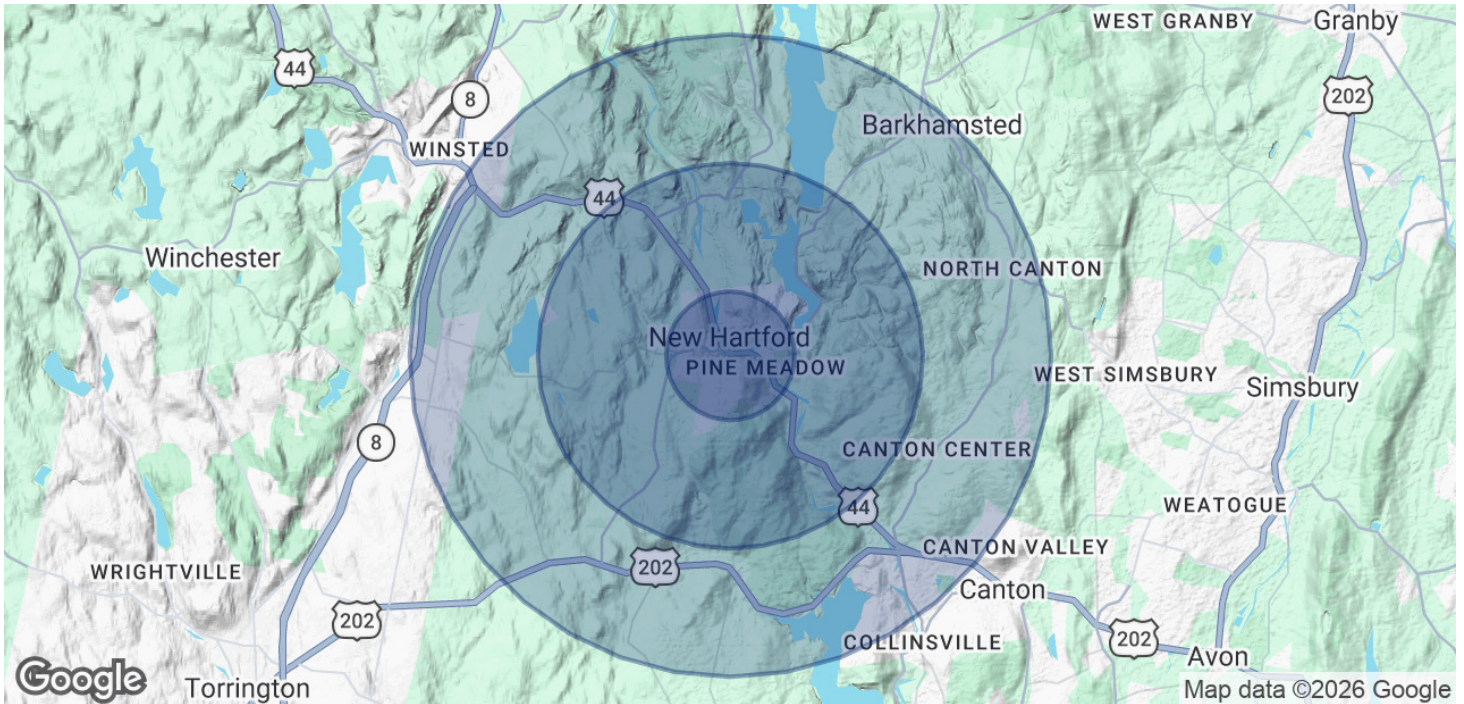 WEST GRANBY
Granby
44
8
202
Barkhamsted
WINSTED
44
Winchester
NORTH CANTON
New Hartford
PINE MEADOW
WEST SIMSBURY
Simsbury
8
CANTON CENTER
44
WEATOGUE
CANTON VALLEY
202
WRIGHTVILLE
Canton
202
COLLINSVILLE
202
Avon
Google
Torrington
Map data ©2026 Google